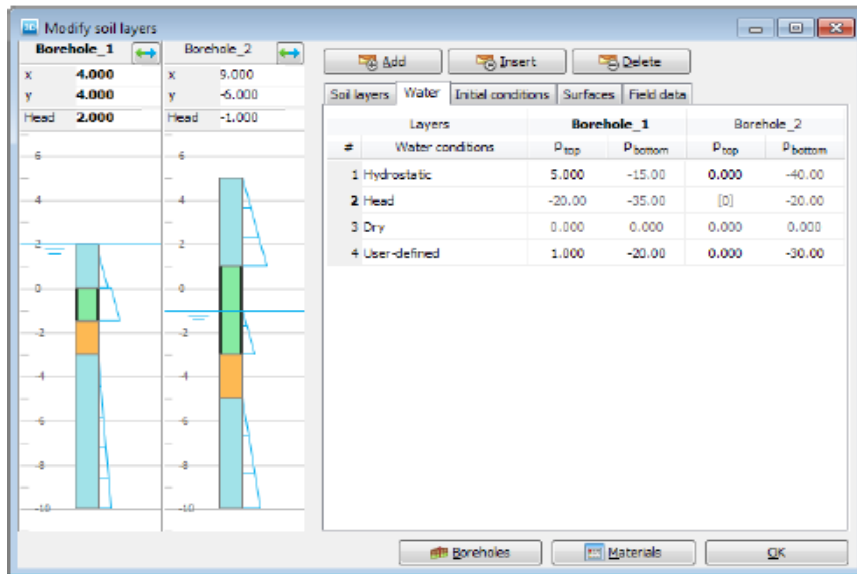 Modify soil layers
Borehole_1 Borehole_2
x 4.000 x 9.000
y 4.000 y -5.000
Head 2.000 Head -1.000
6 6
4 4
2 2
0 0
-2 -2
-4 -4
-6 -6
-8 -8
-10 -10
Add Insert Delete
Soil layers Water Initial conditions Surfaces Field data
Layers Borehole_1 Borehole_2
# Water conditions Ptop Pbottom Ptop Pbottom
1 Hydrostatic 5.000 -15.00 0.000 -40.00
2 Head -20.00 -35.00 [0] -20.00
3 Dry 0.000 0.000 0.000 0.000
4 User-defined 1.000 -20.00 0.000 -30.00
Boreholes Materials OK